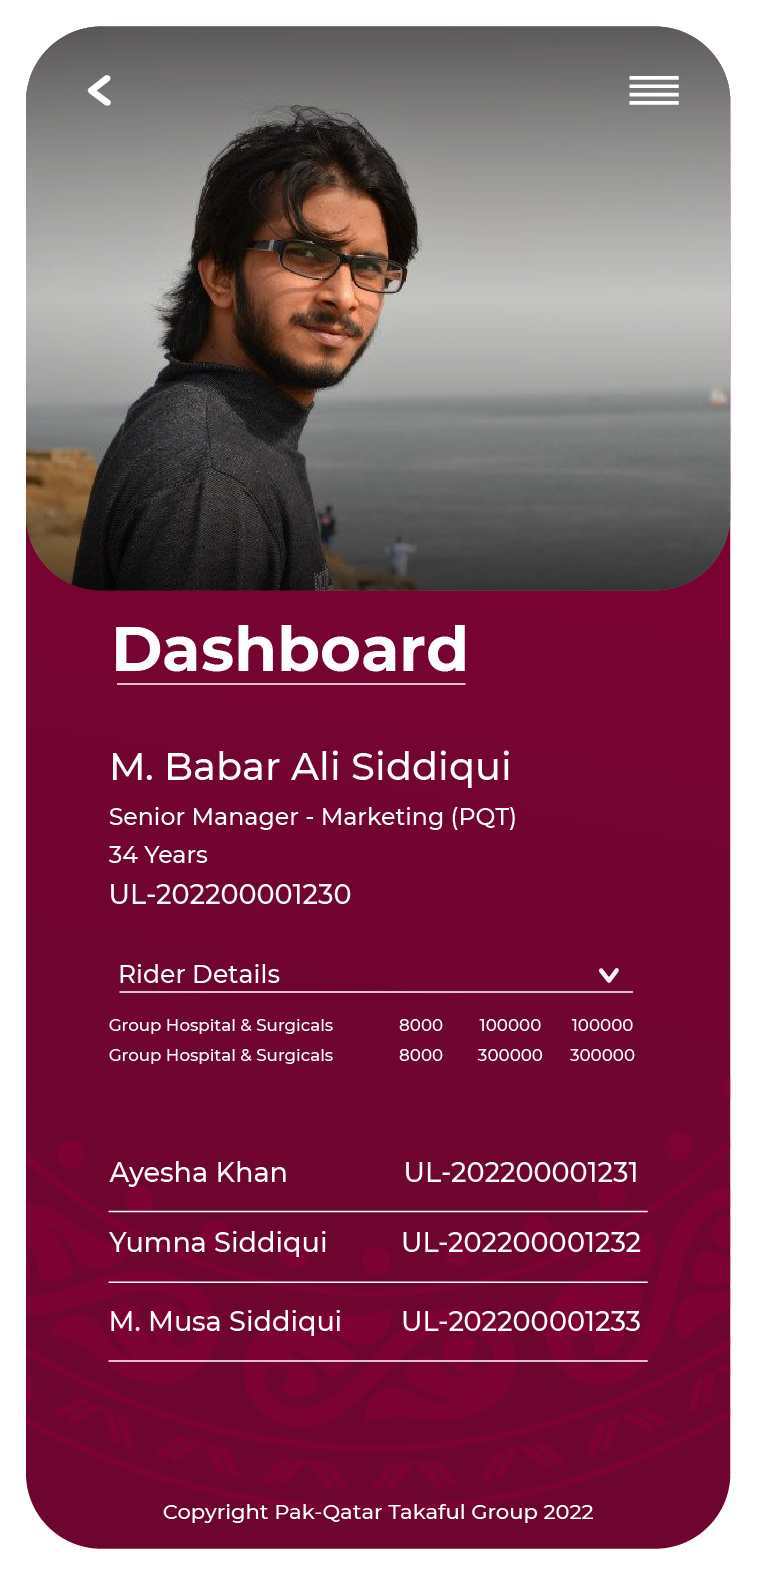 Dashboard
M. Babar Ali Siddiqui
Senior Manager - Marketing (PQT)
34 Years
UL-202200001230
Rider Details
Group Hospital & Surgicals 8000 100000 100000
Group Hospital & Surgicals 8000 300000 300000
Ayesha Khan UL-202200001231
Yumna Siddiqui UL-202200001232
M. Musa Siddiqui UL-202200001233
Copyright Pak-Qatar Takaful Group 2022